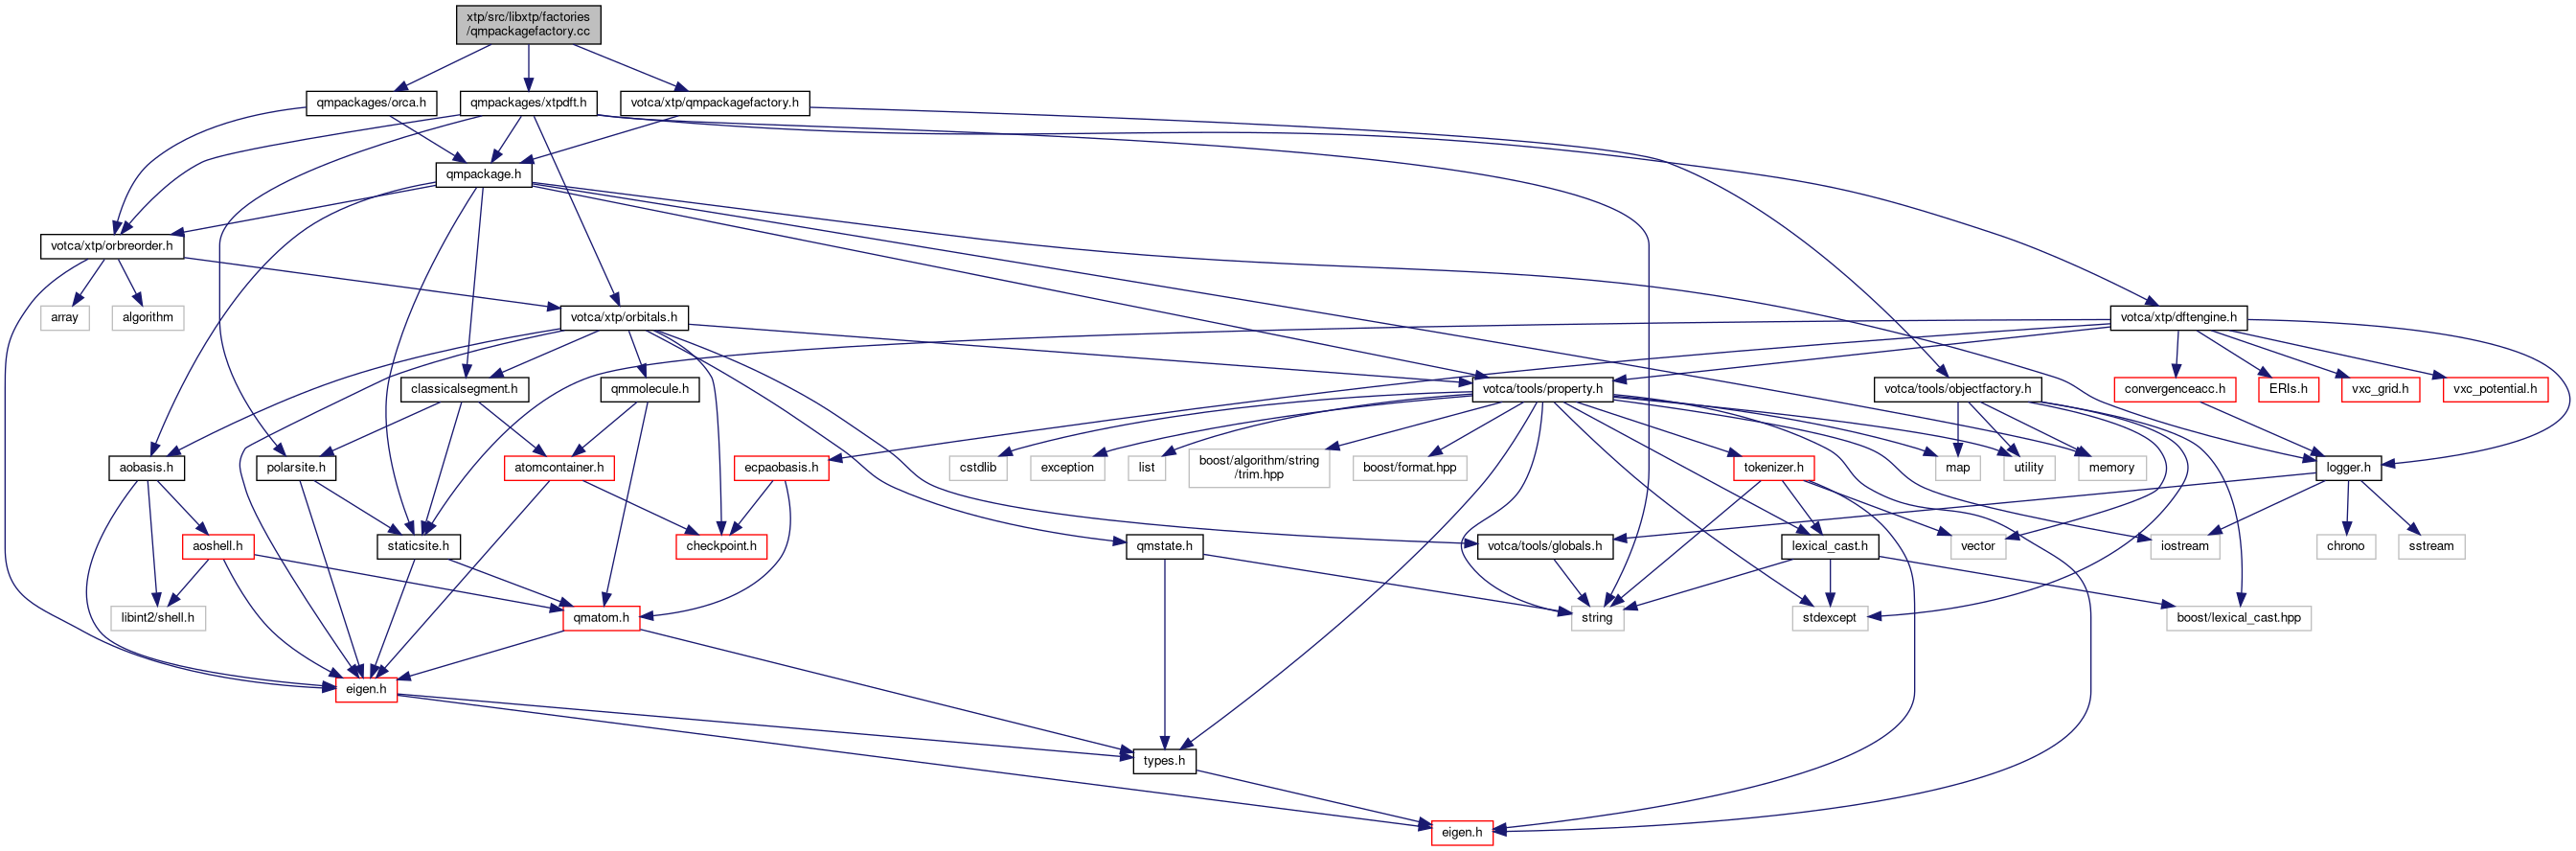 xtp/src/libxtp/factories
/qmpackagefactory.cc
qmpackages/orca.h
qmpackages/xtpdft.h
votca/xtp/qmpackagefactory.h
qmpackage.h
votca/xtp/orbreorder.h
array
algorithm
votca/xtp/orbitals.h
votca/xtp/dftengine.h
classicalsegment.h
qmmolecule.h
votca/tools/property.h
votca/tools/objectfactory.h
convergenceacc.h
ERIs.h
vxc_grid.h
vxc_potential.h
aobasis.h
polarsite.h
atomcontainer.h
ecpaobasis.h
cstdlib
exception
list
boost/algorithm/string
/trim.hpp
boost/format.hpp
tokenizer.h
map
utility
memory
logger.h
aoshell.h
staticsite.h
checkpoint.h
qmstate.h
votca/tools/globals.h
lexical_cast.h
vector
iostream
chrono
sstream
libint2/shell.h
qmatom.h
string
stdexcept
boost/lexical_cast.hpp
eigen.h
types.h
eigen.h